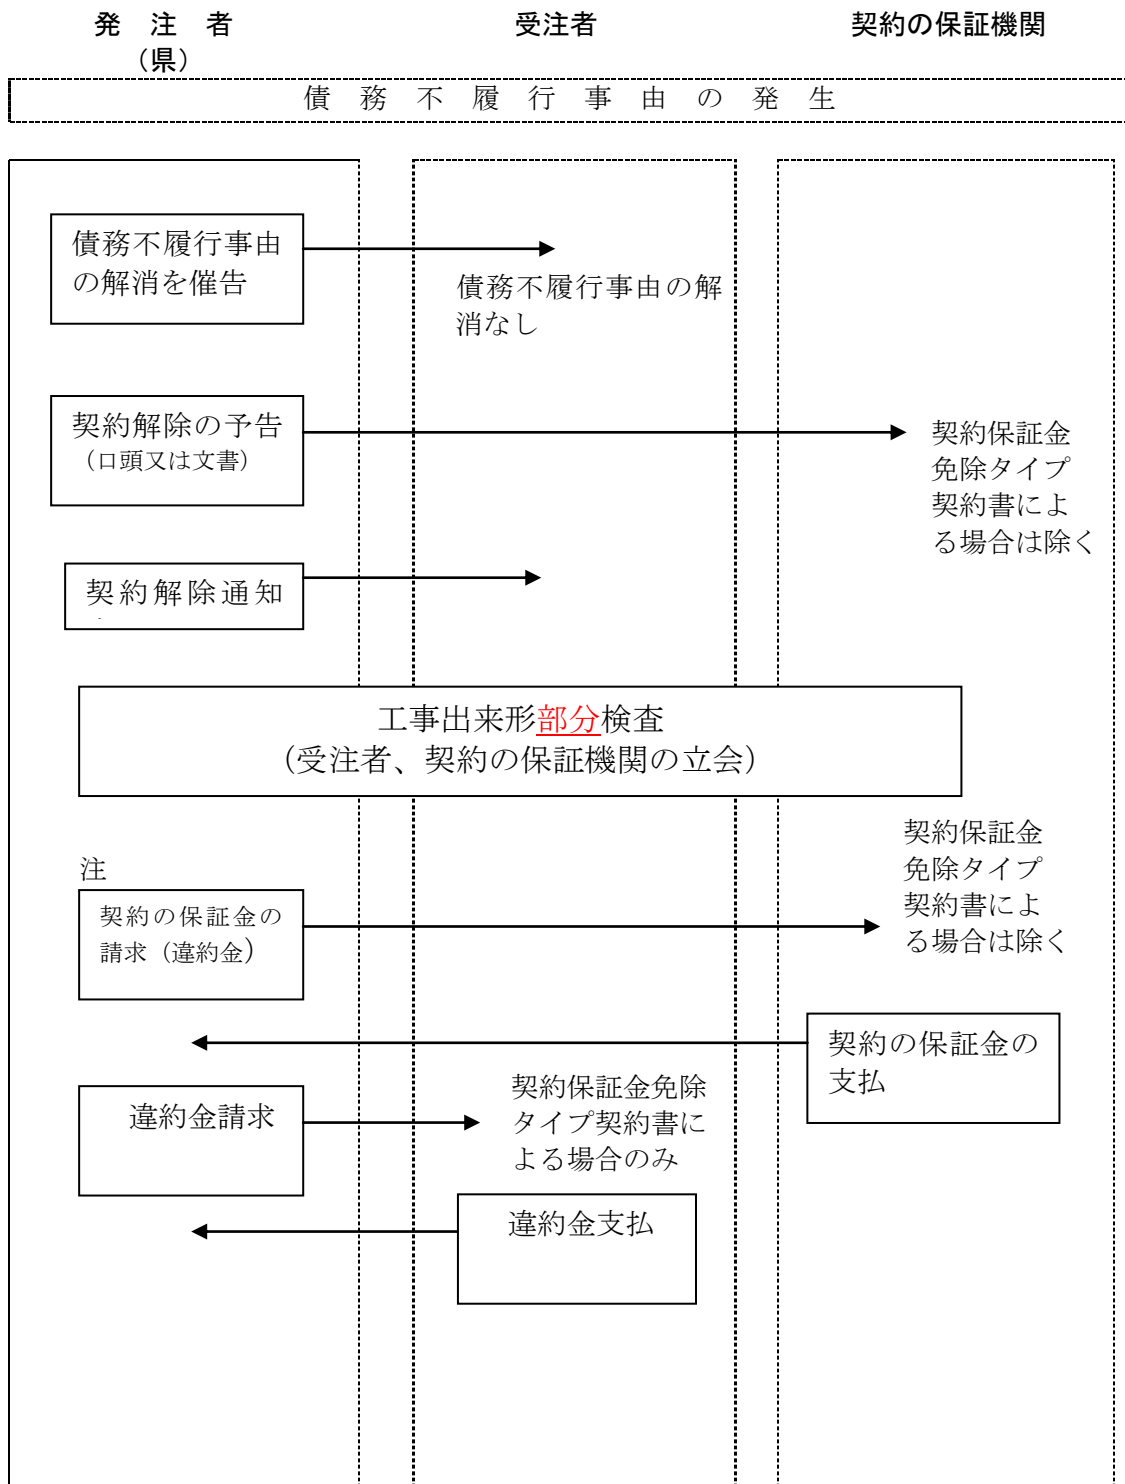 発　注　者
（県）
受注者
契約の保証機関
債　務　不　履　行　事　由　の　発　生
債務不履行事由
の解消を催告
債務不履行事由の解
消なし
契約解除の予告
（口頭又は文書）
契約保証金
免除タイプ
契約書によ
る場合は除く
契約解除通知
工事出来形部分検査
（受注者、契約の保証機関の立会）
契約保証金
免除タイプ
契約書によ
る場合は除く
注
契約の保証金の
請求（違約金）
契約の保証金の
支払
違約金請求
契約保証金免除
タイプ契約書に
よる場合のみ
違約金支払